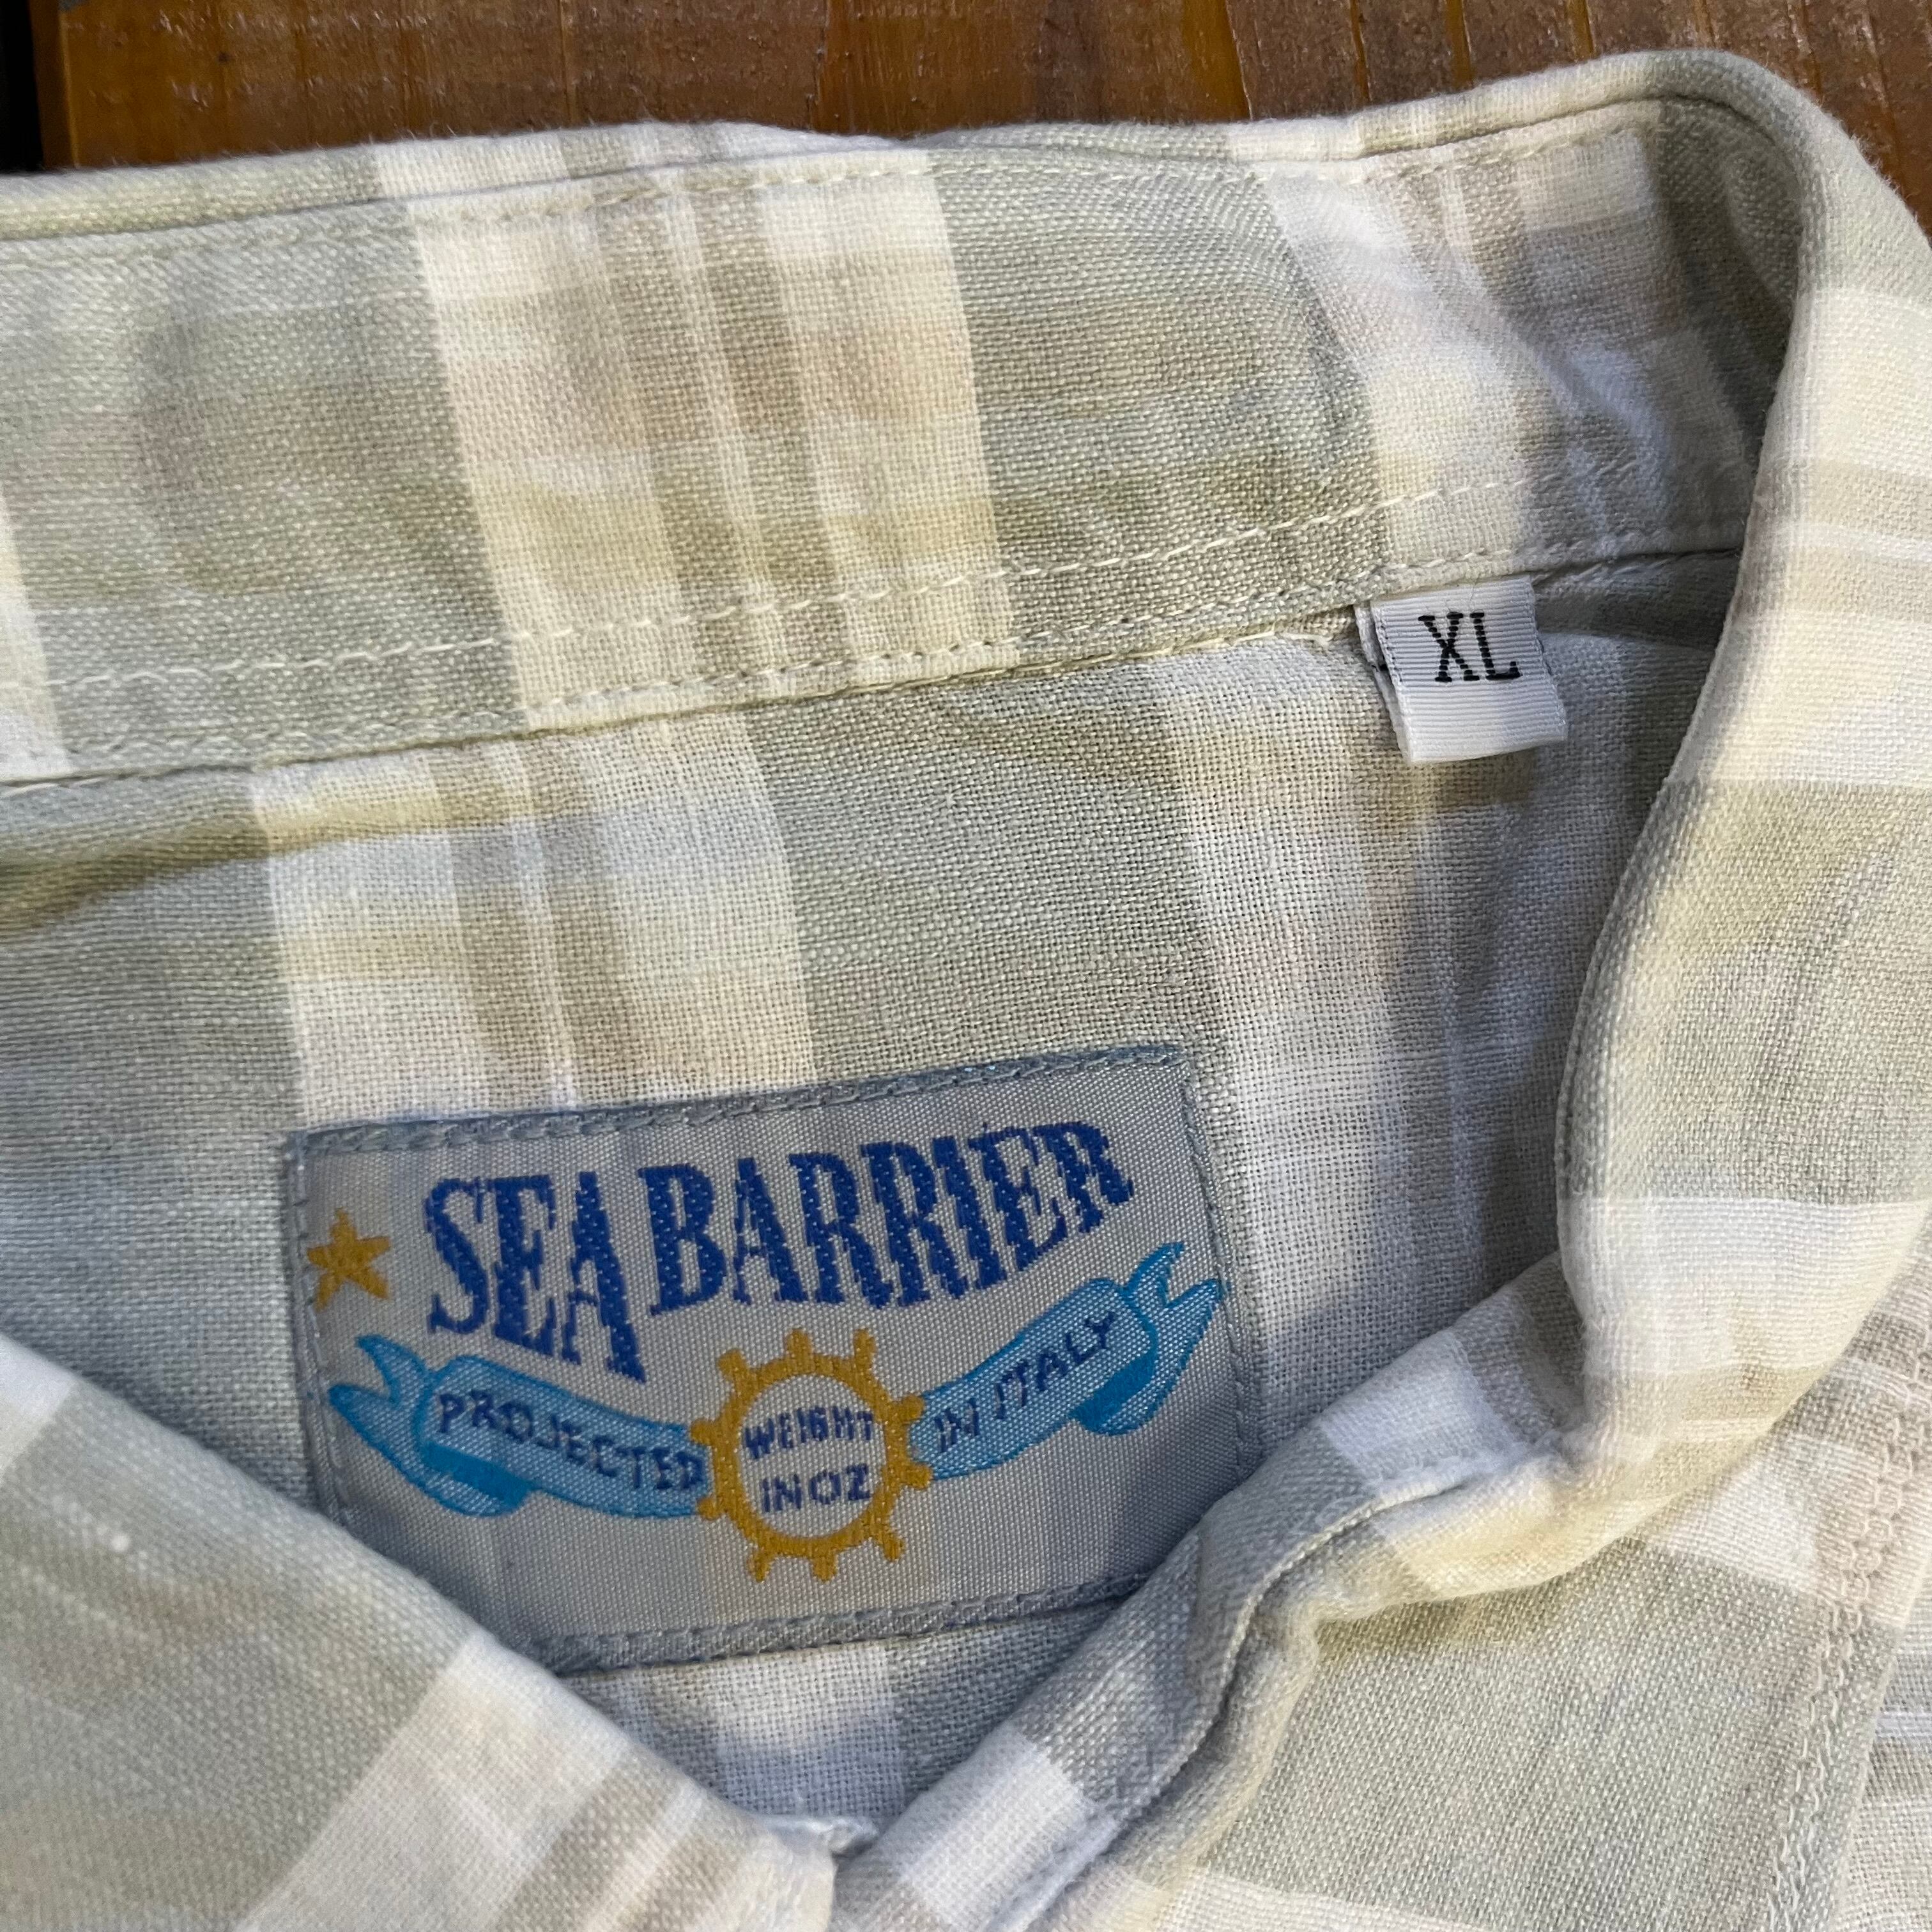 XL
SEA BARRIER
PROJECTED
WEIGHT
IN OZ
IN ITALY